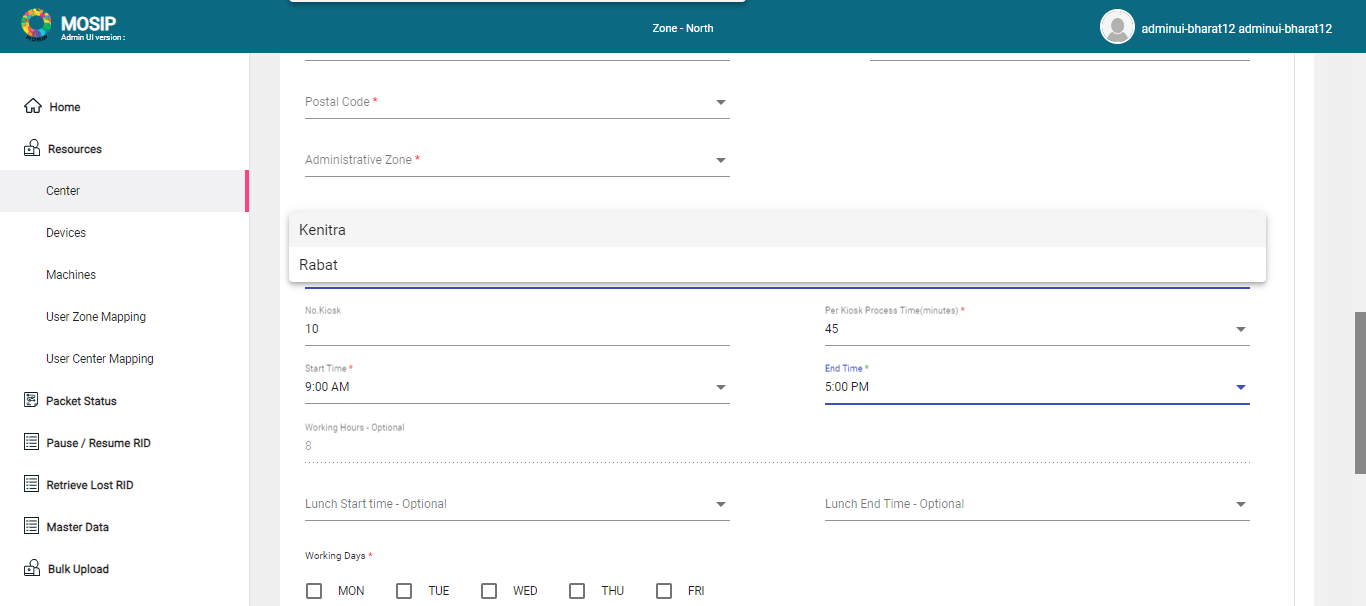 MOSIP
Admin UI version :
Zone - North
adminui-bharat12 adminui-bharat12
Home
Resources
Center
Devices
Machines
User Zone Mapping
User Center Mapping
Packet Status
Pause / Resume RID
Retrieve Lost RID
Master Data
Bulk Upload
Postal Code *
Administrative Zone *
Kenitra
Rabat
No.Kiosk
10
Per Kiosk Process Time(minutes) *
45
Start Time *
9:00 AM
End Time *
5:00 PM
Working Hours - Optional
8
Lunch Start time - Optional
Lunch End Time - Optional
Working Days *
MON TUE WED THU FRI